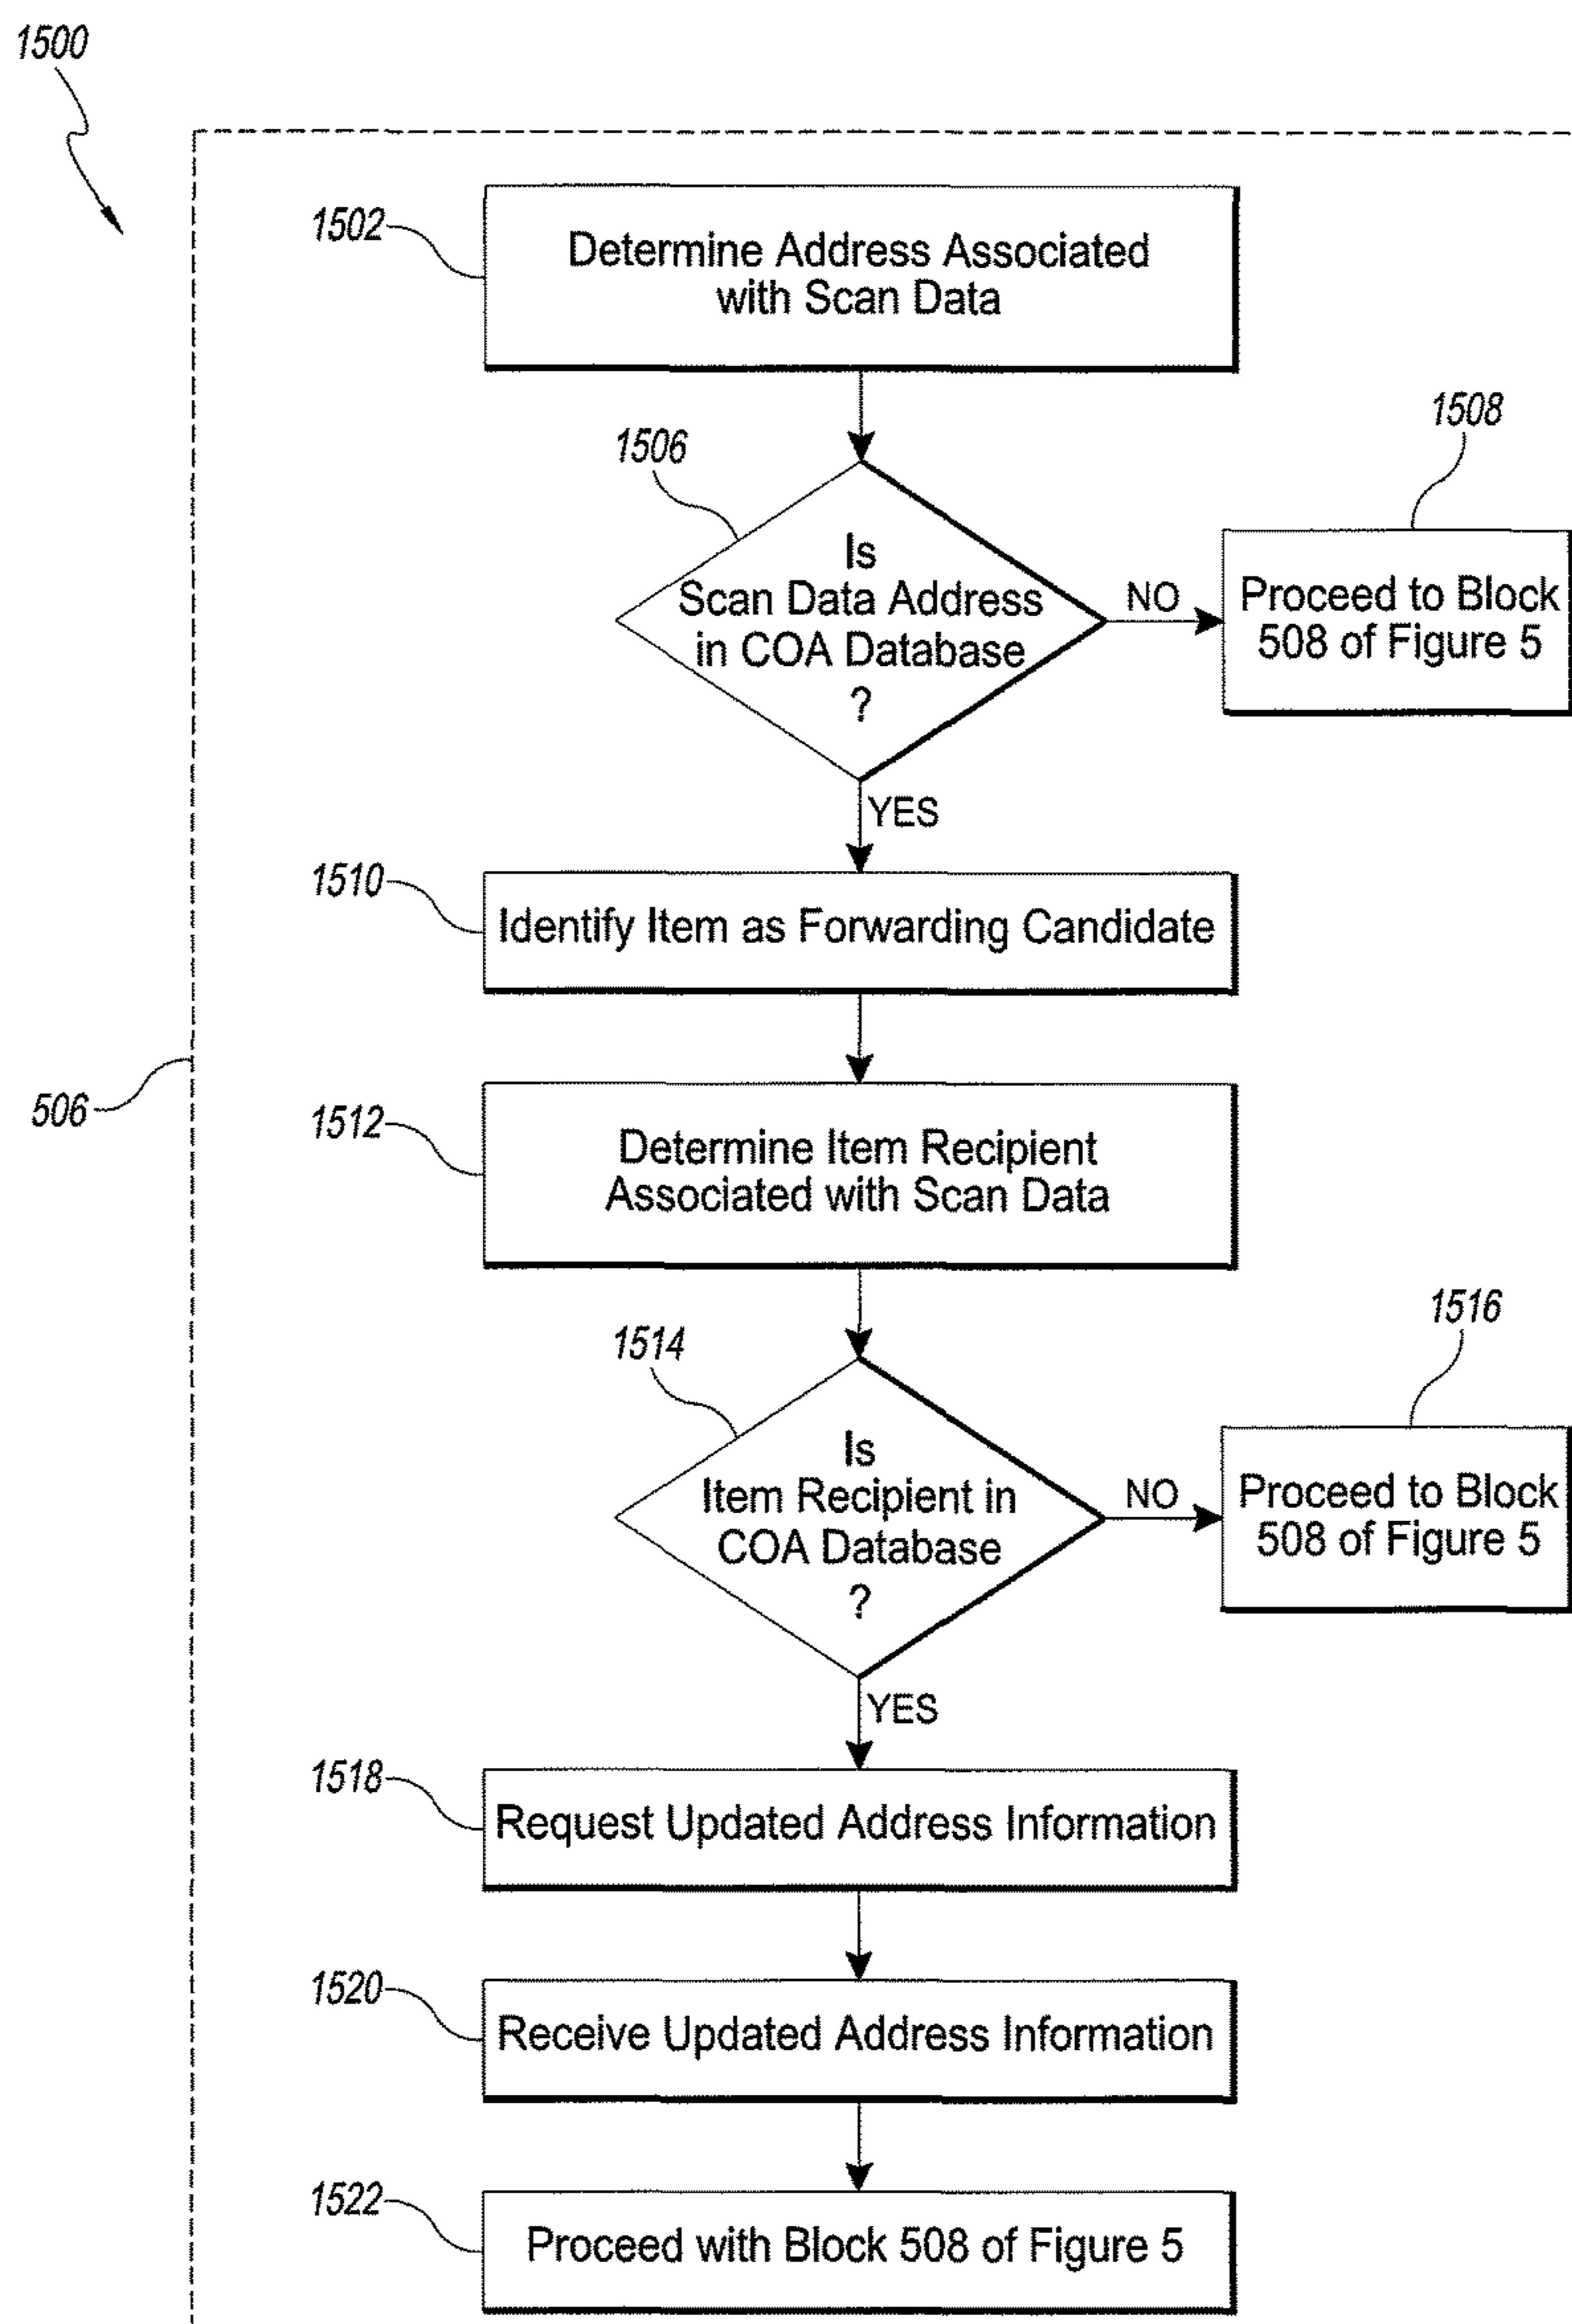 1500
1502
Determine Address Associated
with Scan Data
1506
Is
Scan Data Address
in COA Database
?
NO
1508
Proceed to Block
508 of Figure 5
YES
1510
Identify Item as Forwarding Candidate
506
1512
Determine Item Recipient
Associated with Scan Data
1514
Is
Item Recipient in
COA Database
?
NO
1516
Proceed to Block
508 of Figure 5
YES
1518
Request Updated Address Information
1520
Receive Updated Address Information
1522
Proceed with Block 508 of Figure 5